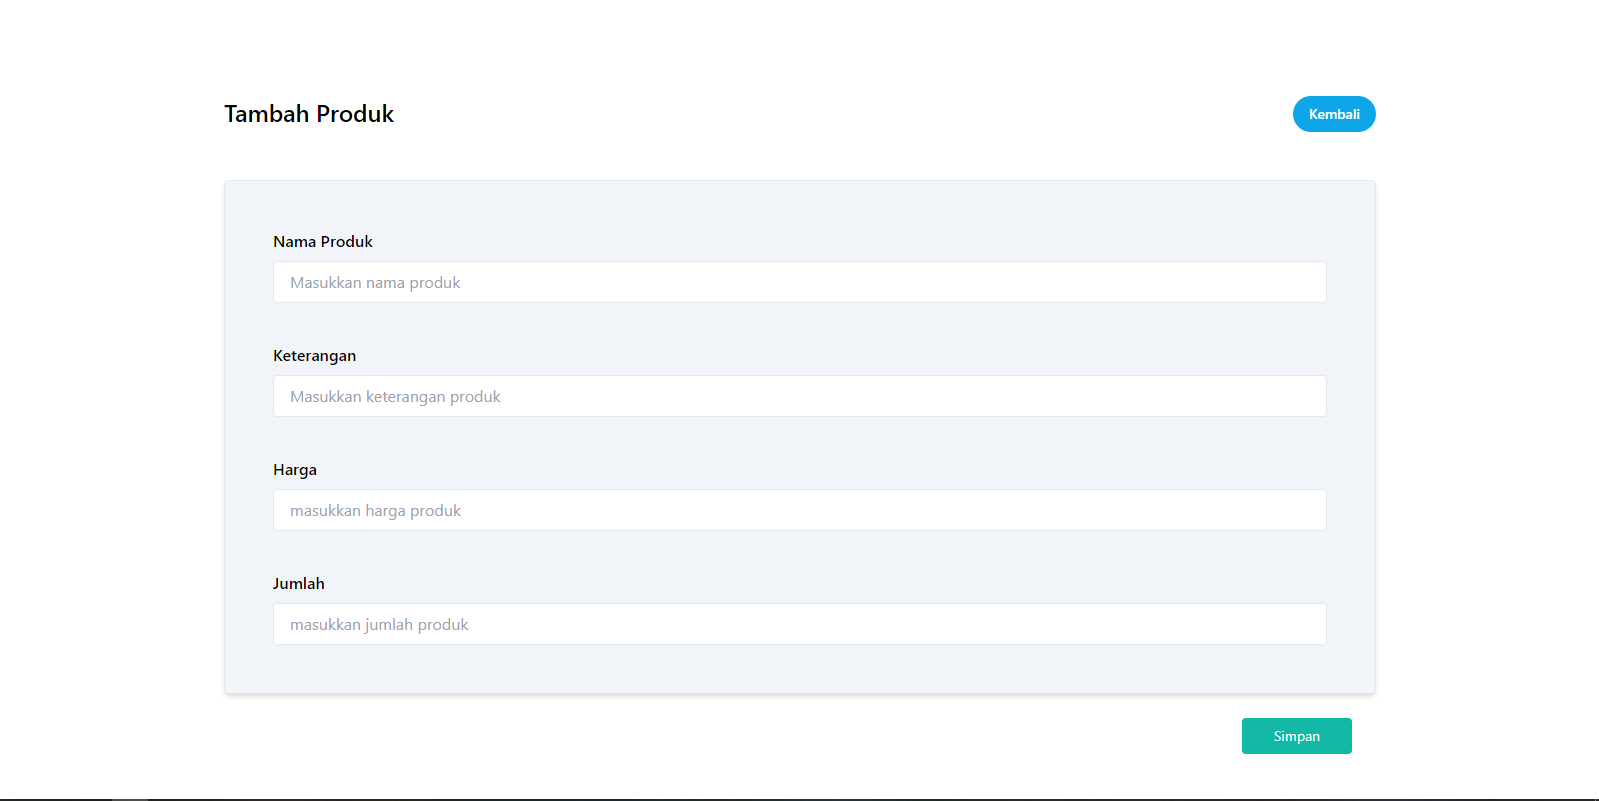 Tambah Produk
Kembali
Nama Produk
Masukkan nama produk
Keterangan
Masukkan keterangan produk
Harga
masukkan harga produk
Jumlah
masukkan jumlah produk
Simpan